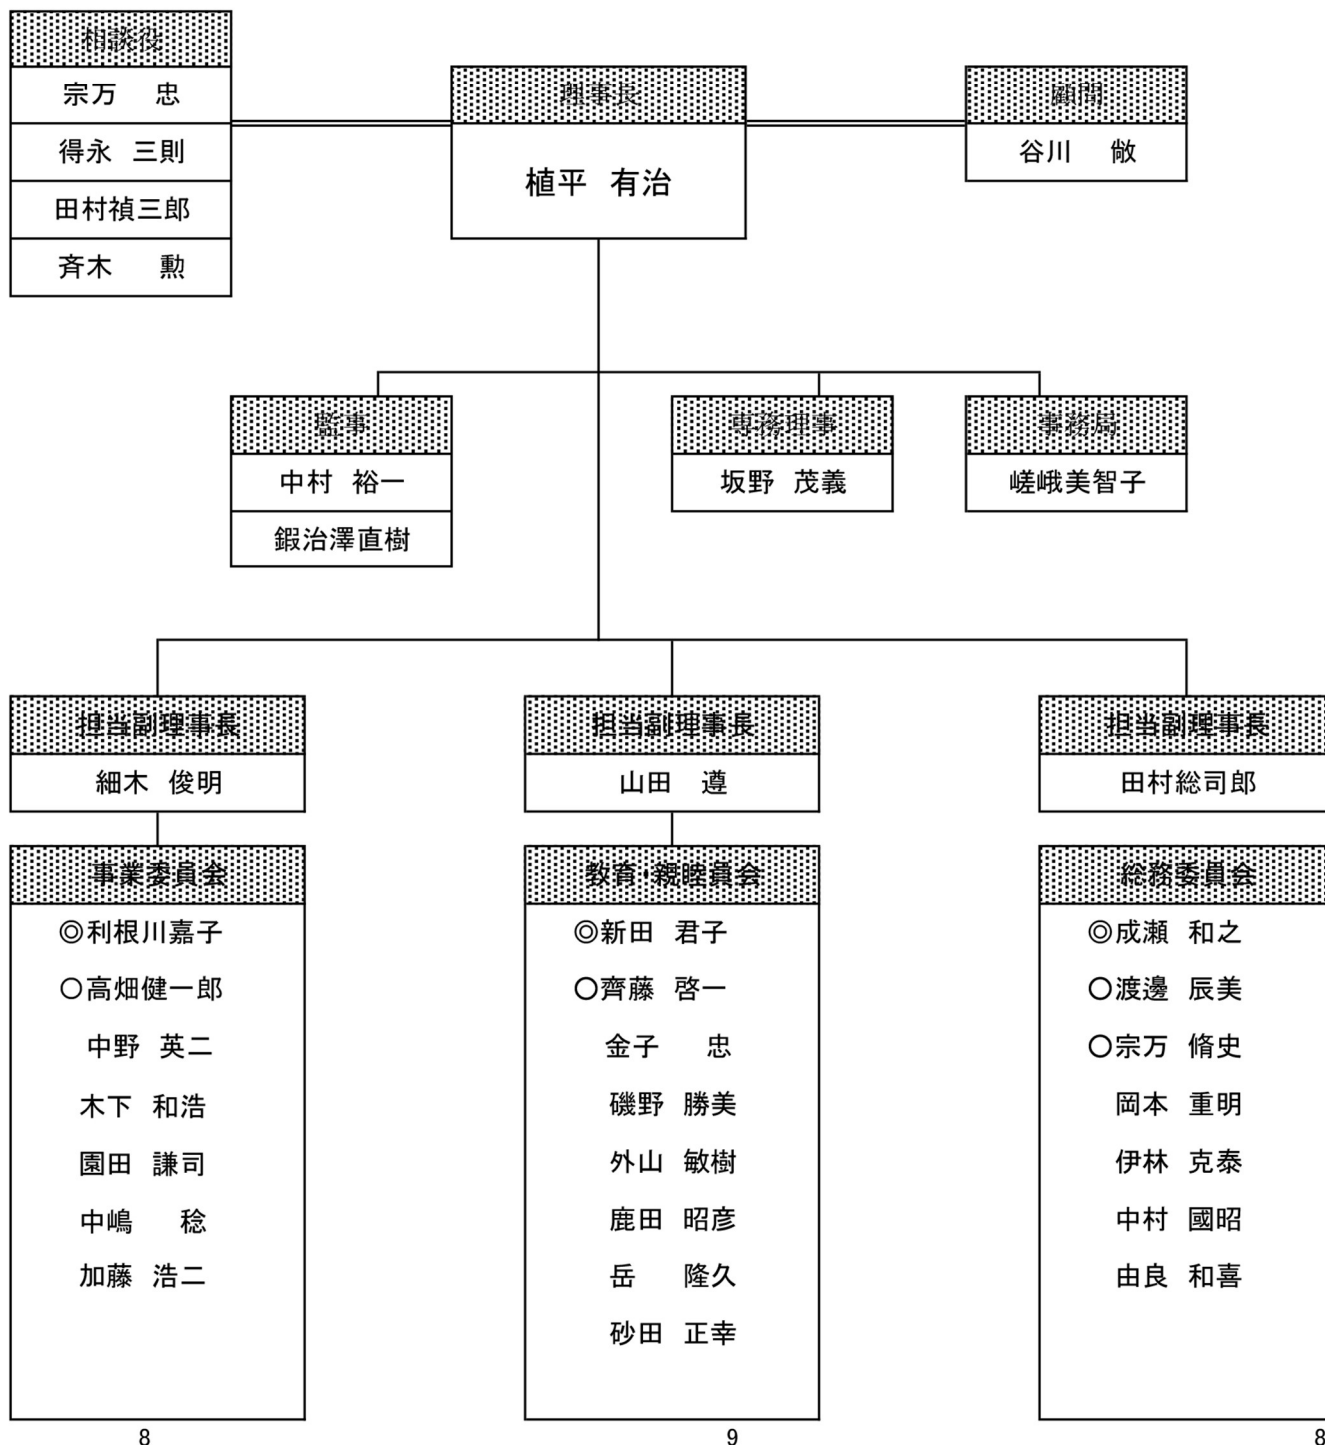 相談役
宗万 忠
得永 三則
田村禎三郎
斉木 勲
理事長
植平 有治
顧問
谷川 敞
監事
中村 裕一
鍜治澤直樹
専務理事
坂野 茂義
事務局
嵯峨美智子
担当副理事長
細木 俊明
事業委員会
◎利根川嘉子
○高畑健一郎
中野 英二
木下 和浩
園田 謙司
中嶋 稔
加藤 浩二
8
担当副理事長
山田 遵
教育・親睦員会
◎新田 君子
○齊藤 啓一
金子 忠
磯野 勝美
外山 敏樹
鹿田 昭彦
岳 隆久
砂田 正幸
9
担当副理事長
田村総司郎
総務委員会
◎成瀬 和之
○渡邊 辰美
○宗万 脩史
岡本 重明
伊林 克泰
中村 國昭
由良 和喜
8